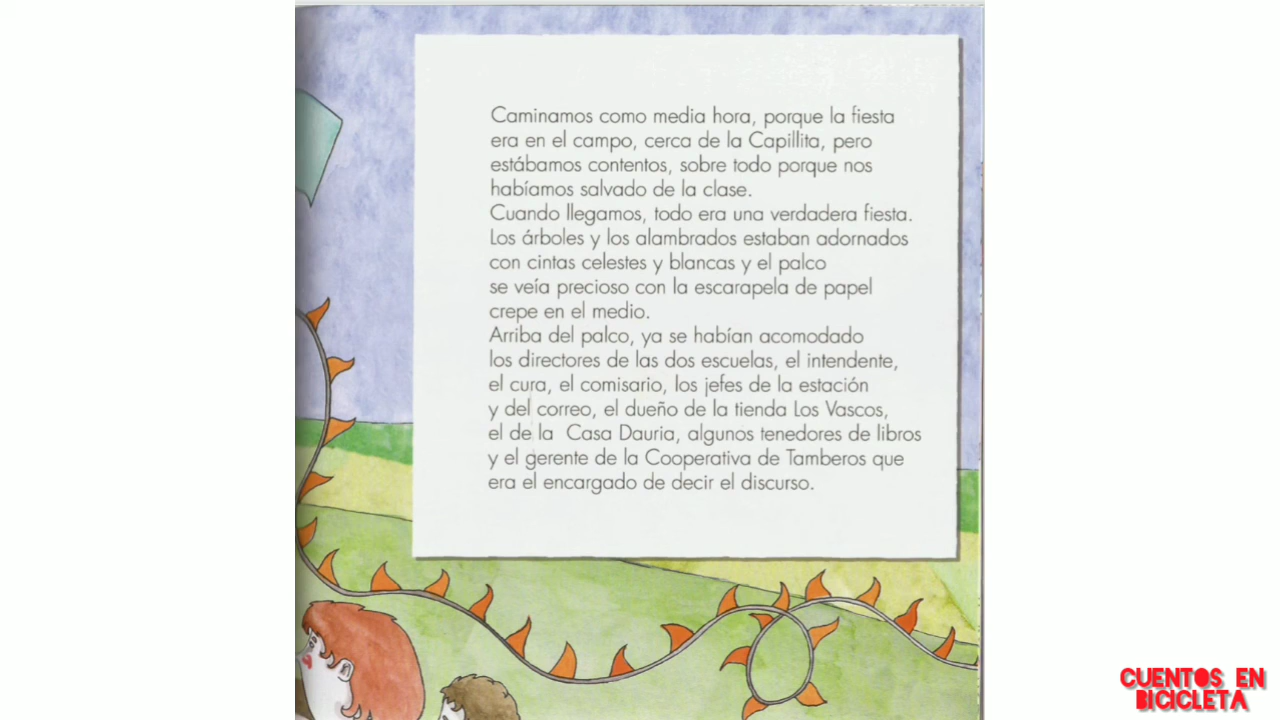 Caminamos como media hora, porque la fiesta
era en el campo, cerca de la Capillita, pero
estábamos contentos, sobre todo porque nos
habíamos salvado de la clase.
Cuando llegamos, todo era una verdadera fiesta.
Los árboles y los alambrados estaban adornados
con cintas celestes y blancas y el palco
se veía precioso con la escarapela de papel
crepe en el medio.
Arriba del palco, ya se habían acomodado
los directores de las dos escuelas, el intendente,
el cura, el comisario, los jefes de la estación
y del correo, el dueño de la tienda Los Vascos,
el de la Casa Dauria, algunos tenedores de libros
y el gerente de la Cooperativa de Tamberos que
era el encargado de decir el discurso.
CUENTOS EN
BICICLETA